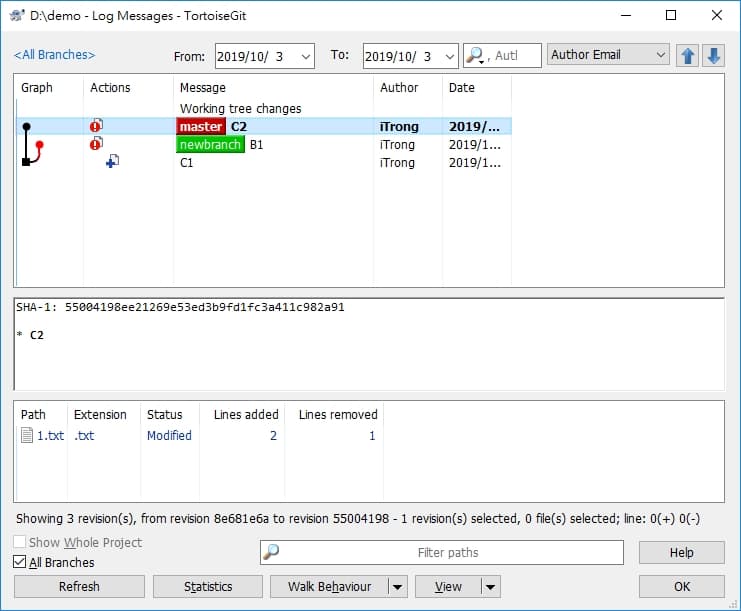 D:\demo - Log Messages - TortoiseGit
<All Branches> From: 2019/10/ 3 To: 2019/10/ 3 , Autl Author Email
Graph Actions Message Author Date
Working tree changes
master C2 iTrong 2019/...
newbranch B1 iTrong 2019/1...
C1 iTrong 2019/1...
SHA-1: 55004198ee21269e53ed3b9fd1fc3a411c982a91
* C2
Path Extension Status Lines added Lines removed
1.txt .txt Modified 2 1
Showing 3 revision(s), from revision 8e681e6a to revision 55004198 - 1 revision(s) selected, 0 file(s) selected; line: 0(+) 0(-)
Show Whole Project
All Branches
Filter paths Help
Refresh Statistics Walk Behaviour View OK